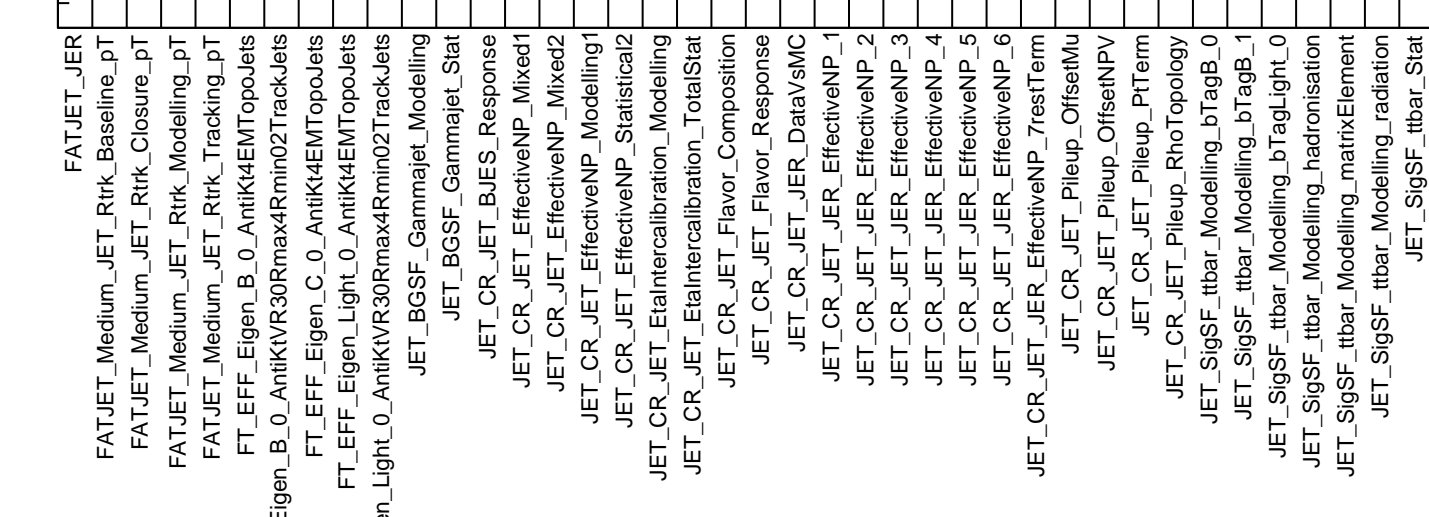 FATJET_JER
FATJET_Medium_JET_Rtrk_Baseline_pT
FATJET_Medium_JET_Rtrk_Closure_pT
FATJET_Medium_JET_Rtrk_Modelling_pT
FATJET_Medium_JET_Rtrk_Tracking_pT
FT_EFF_Eigen_B_0_AntiKt4EMTopoJets
Eigen_B_0_AntiKtVR30Rmax4Rmin02TrackJets
FT_EFF_Eigen_C_0_AntiKt4EMTopoJets
FT_EFF_Eigen_Light_0_AntiKt4EMTopoJets
en_Light_0_AntiKtVR30Rmax4Rmin02TrackJets
JET_BGSF_Gammajet_Modelling
JET_BGSF_Gammajet_Stat
JET_CR_JET_BJES_Response
JET_CR_JET_EffectiveNP_Mixed1
JET_CR_JET_EffectiveNP_Mixed2
JET_CR_JET_EffectiveNP_Modelling1
JET_CR_JET_EffectiveNP_Statistical2
JET_CR_JET_EtaIntercalibration_Modelling
JET_CR_JET_EtaIntercalibration_TotalStat
JET_CR_JET_Flavor_Composition
JET_CR_JET_Flavor_Response
JET_CR_JET_JER_DataVsMC
JET_CR_JET_JER_EffectiveNP_1
JET_CR_JET_JER_EffectiveNP_2
JET_CR_JET_JER_EffectiveNP_3
JET_CR_JET_JER_EffectiveNP_4
JET_CR_JET_JER_EffectiveNP_5
JET_CR_JET_JER_EffectiveNP_6
JET_CR_JET_JER_EffectiveNP_7restTerm
JET_CR_JET_Pileup_OffsetMu
JET_CR_JET_Pileup_OffsetNPV
JET_CR_JET_Pileup_PtTerm
JET_CR_JET_Pileup_RhoTopology
JET_SigSF_ttbar_Modelling_bTagB_0
JET_SigSF_ttbar_Modelling_bTagB_1
JET_SigSF_ttbar_Modelling_bTagLight_0
JET_SigSF_ttbar_Modelling_hadronisation
JET_SigSF_ttbar_Modelling_matrixElement
JET_SigSF_ttbar_Modelling_radiation
JET_SigSF_ttbar_Stat